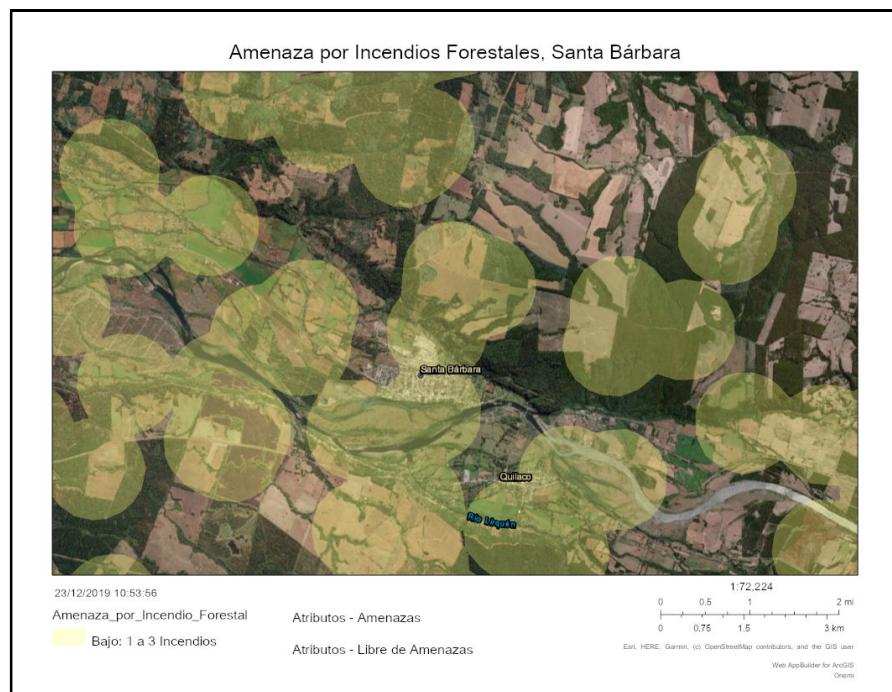 Amenaza por Incendios Forestales, Santa Bárbara
Santa Bárbara
Quilaco
Río Lirquén
23/12/2019 10:53:56
Amenaza_por_Incendio_Forestal
Bajo: 1 a 3 Incendios
Atributos - Amenazas
Atributos - Libre de Amenazas
1:72,224
0 0.5 1 2 mi
0 0.75 1.5 3 km
Esri, HERE, Garmin, (c) OpenStreetMap contributors, and the GIS user
Web AppBuilder for ArcGIS
Onemi